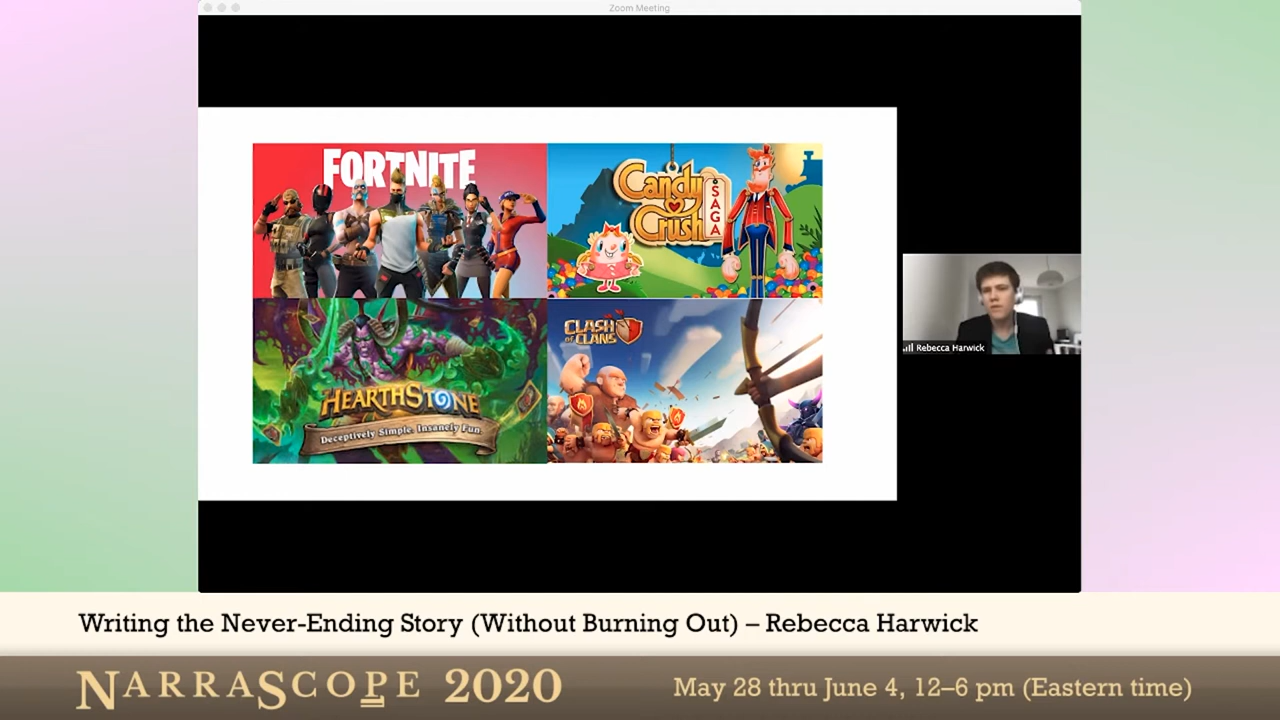 Zoom Meeting
FORTNITE
Candy
Crush
SAGA
HEARTHSTONE
Deceptively Simple. Insanely Fun.
CLASH
OF CLANS
Rebecca Harwick
Writing the Never-Ending Story (Without Burning Out) – Rebecca Harwick
NARRASCOPE 2020
May 28 thru June 4, 12–6 pm (Eastern time)